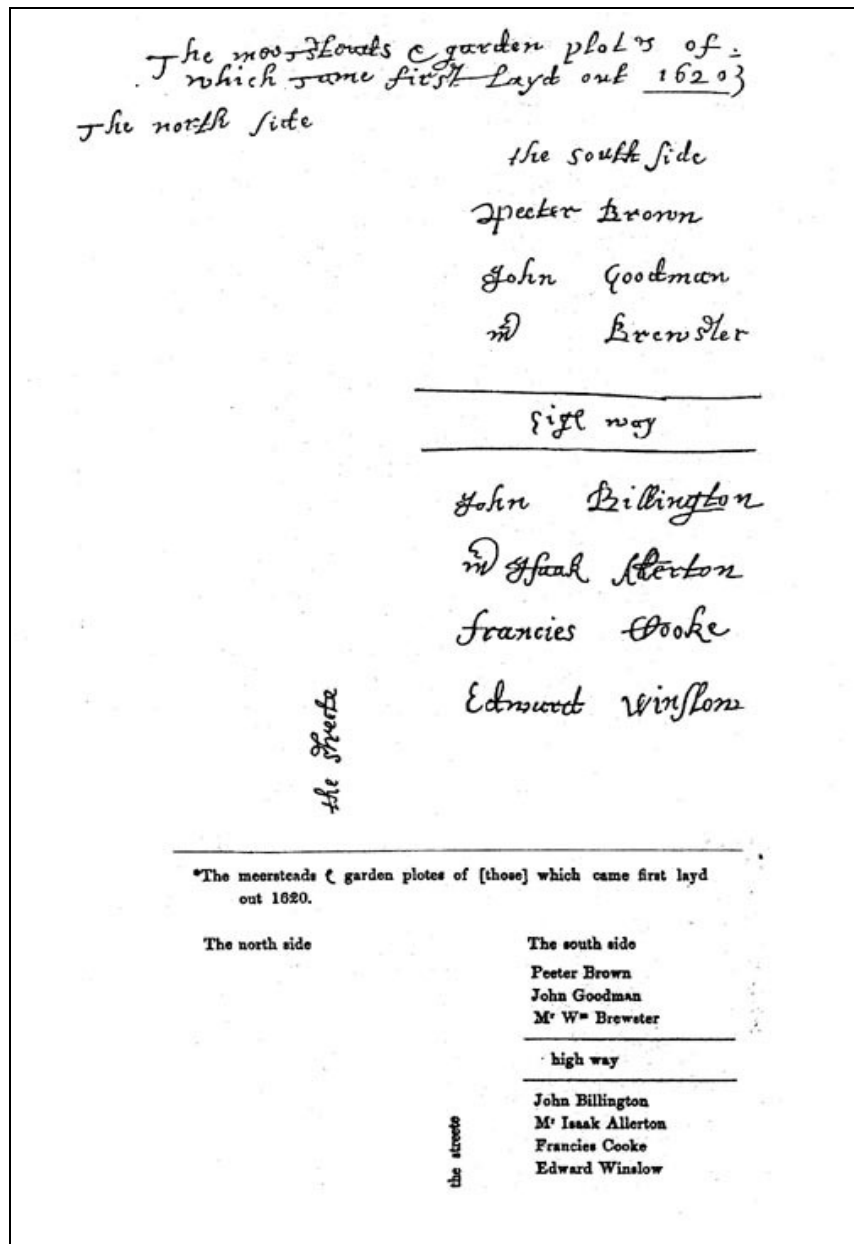 The meersteads & garden plotes of
which came first layd out 1620
The north side
the south side
Peeter Brown
John Goodman
Mr Brewster
high way
John Billington
Mr Isaak Allerton
Francies Cooke
Edward Winslow
the streete
*The meersteads & garden plotes of [those] which came first layd
out 1620.
The north side
The south side
Peeter Brown
John Goodman
Mr Wm Brewster
high way
John Billington
Mr Isaak Allerton
Francies Cooke
Edward Winslow
the streete